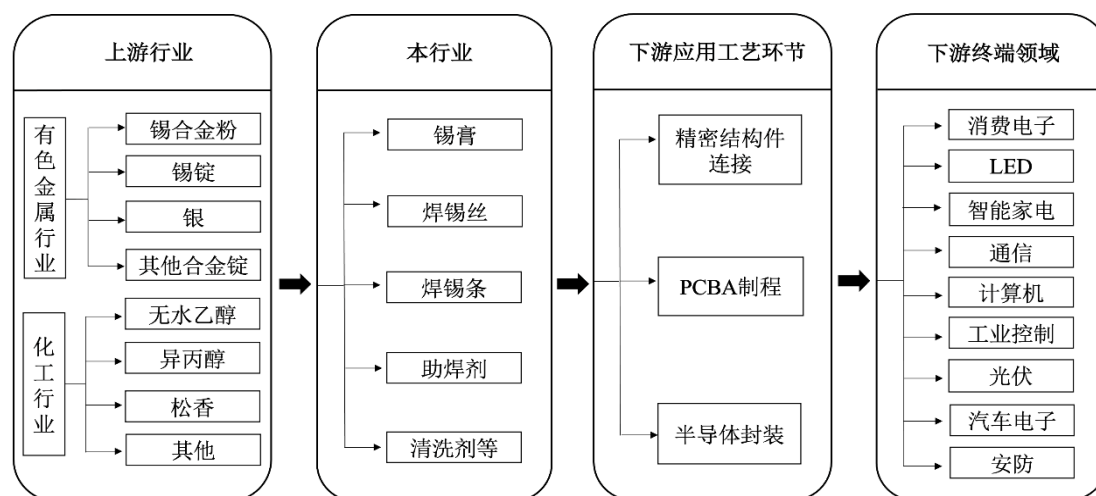 上游行业
有色金属行业
锡合金粉
锡锭
银
其他合金锭
化工行业
无水乙醇
异丙醇
松香
其他
本行业
锡膏
焊锡丝
焊锡条
助焊剂
清洗剂等
下游应用工艺环节
精密结构件
连接
PCBA制程
半导体封装
下游终端领域
消费电子
LED
智能家电
通信
计算机
工业控制
光伏
汽车电子
安防